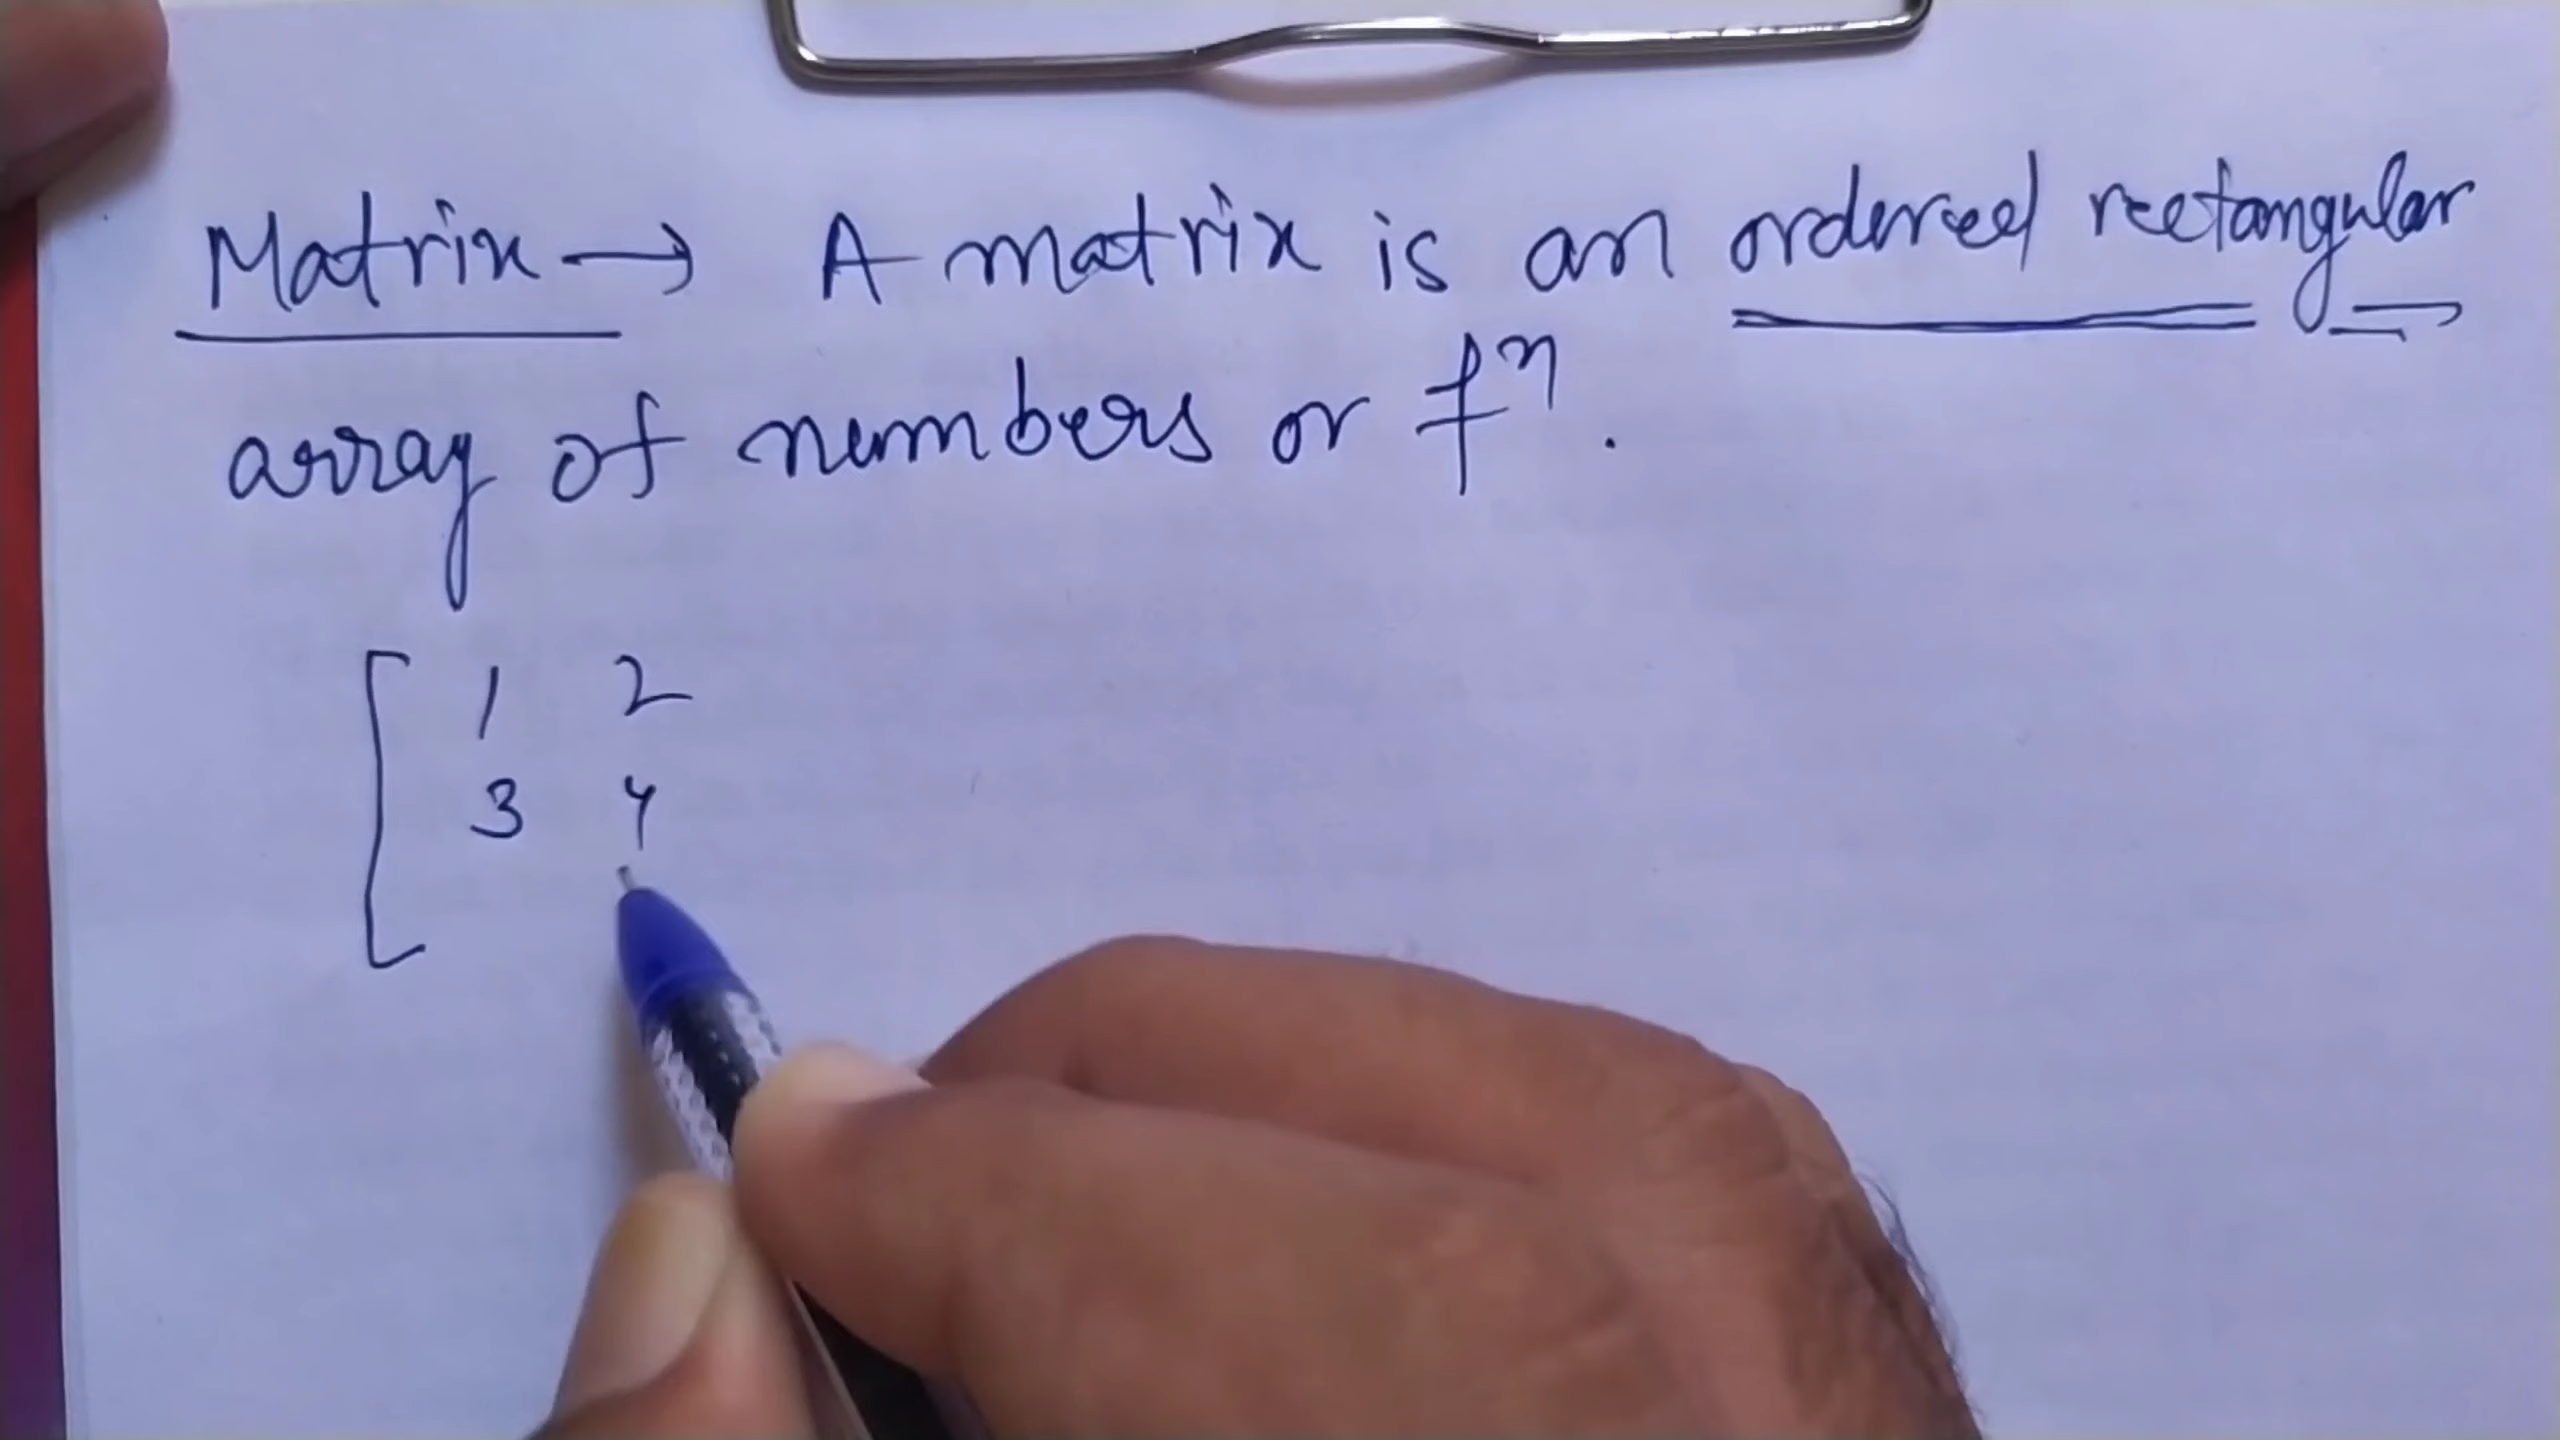 Matrix → A matrix is an ordered rectangular
array of numbers or fⁿ.
[ 1 2
3 4